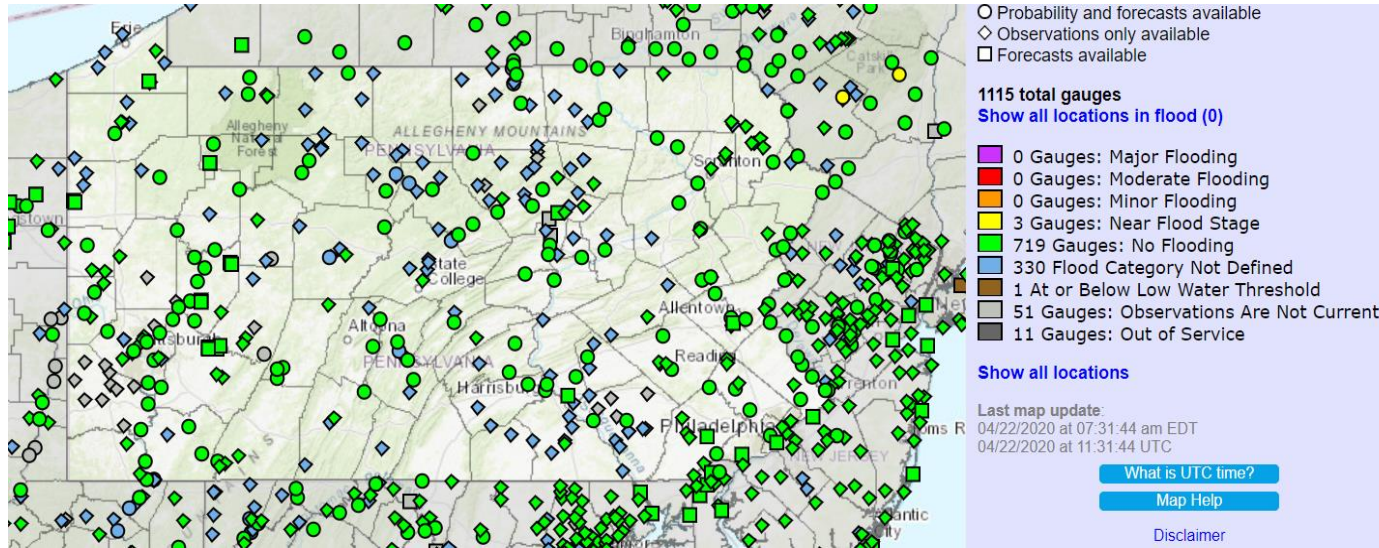 Erie
Binghamton
Catskill
Park
Allegheny
National
Forest
ALLEGHENY MOUNTAINS
PENNSYLVANIA
Scranton
State
College
Allentown
Altoona
PENNSYLVANIA
Reading
Harrisburg
Trenton
Philadelphia
NEW JERSEY
Atlantic
City
Probability and forecasts available
Observations only available
Forecasts available
1115 total gauges
Show all locations in flood (0)
0 Gauges: Major Flooding
0 Gauges: Moderate Flooding
0 Gauges: Minor Flooding
3 Gauges: Near Flood Stage
719 Gauges: No Flooding
330 Flood Category Not Defined
1 At or Below Low Water Threshold
51 Gauges: Observations Are Not Current
11 Gauges: Out of Service
Show all locations
Last map update:
04/22/2020 at 07:31:44 am EDT
04/22/2020 at 11:31:44 UTC
What is UTC time?
Map Help
Disclaimer